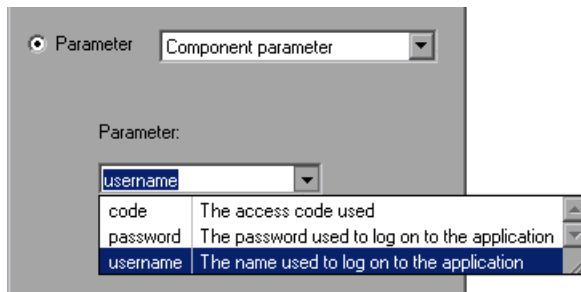 Parameter Component parameter
Parameter:
username
code The access code used
password The password used to log on to the application
username The name used to log on to the application